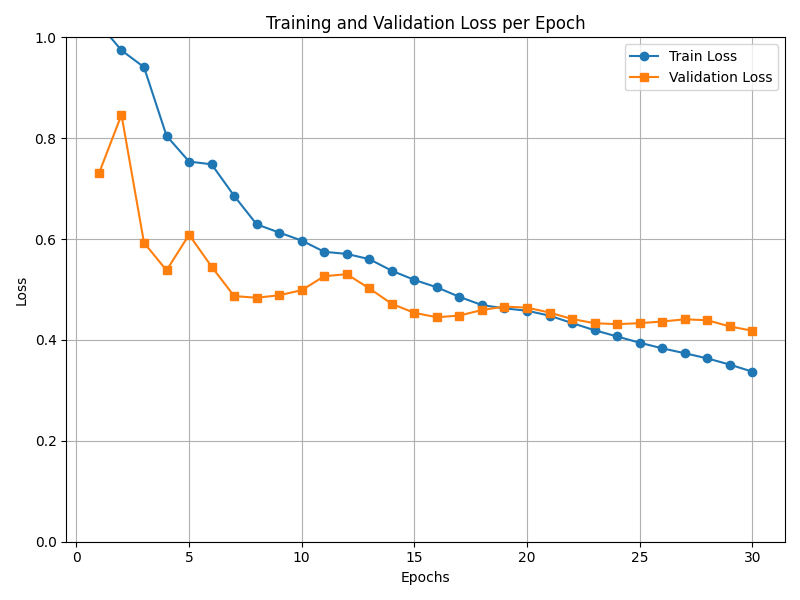 Training and Validation Loss per Epoch
Train Loss
Validation Loss
Loss
1.0
0.8
0.6
0.4
0.2
0.0
0 5 10 15 20 25 30
Epochs